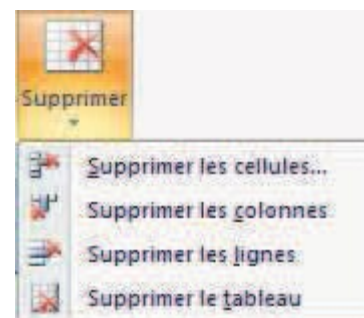 Supprimer
Supprimer les cellules...
Supprimer les colonnes
Supprimer les lignes
Supprimer le tableau